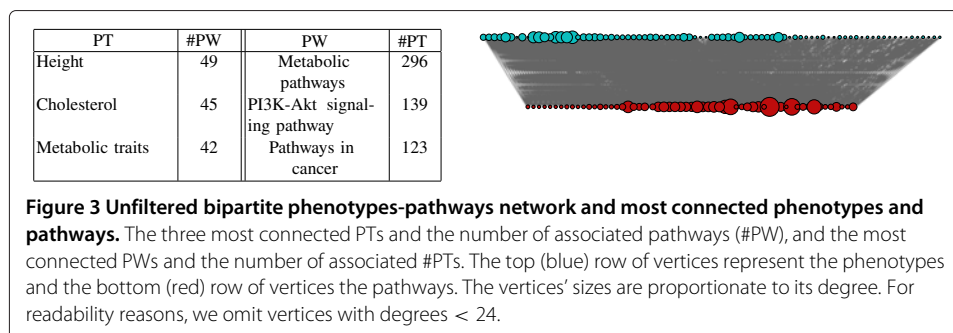 PT #PW PW #PT
Height 49 Metabolic pathways 296
Cholesterol 45 PI3K-Akt signal-ing pathway 139
Metabolic traits 42 Pathways in cancer 123
Figure 3 Unfiltered bipartite phenotypes-pathways network and most connected phenotypes and
pathways. The three most connected PTs and the number of associated pathways (#PW), and the most
connected PWs and the number of associated #PTs. The top (blue) row of vertices represent the phenotypes
and the bottom (red) row of vertices the pathways. The vertices' sizes are proportionate to its degree. For
readability reasons, we omit vertices with degrees < 24.